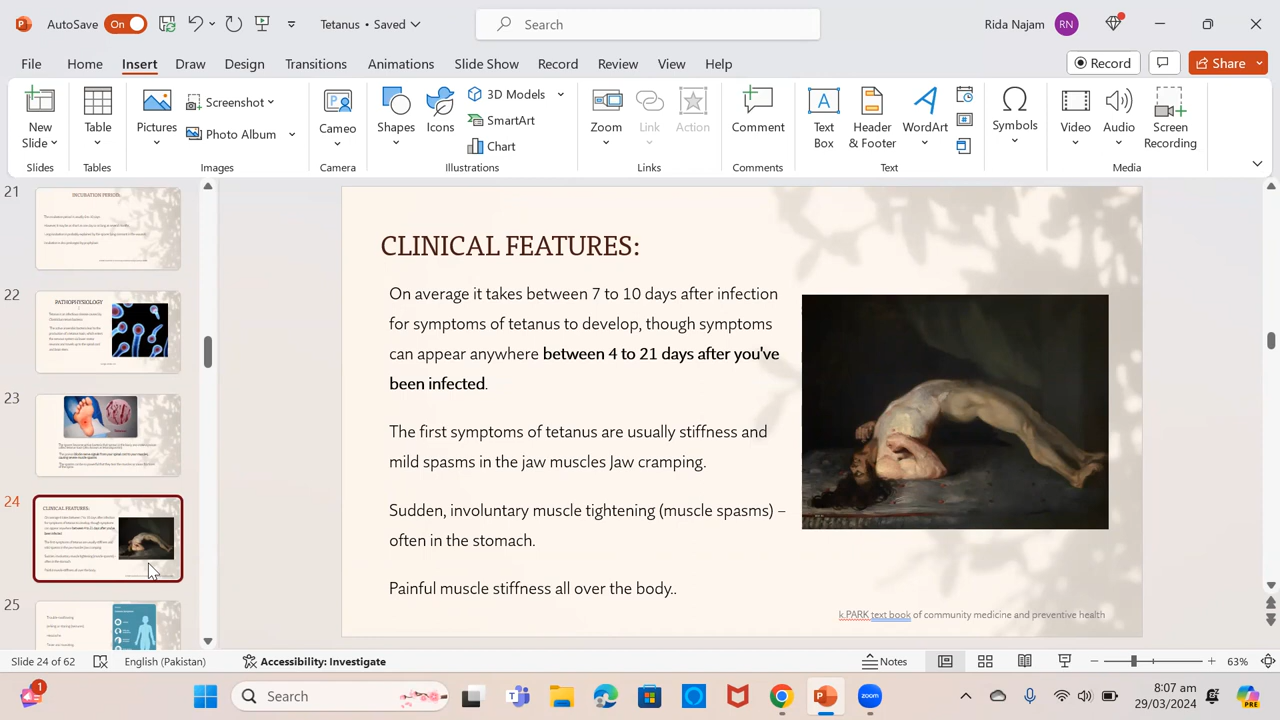 AutoSave On Tetanus • Saved Search Rida Najam RN
File Home Insert Draw Design Transitions Animations Slide Show Record Review View Help Record Share
New Slide Table Pictures Screenshot Photo Album Cameo Shapes Icons 3D Models SmartArt Chart Zoom Link Action Comment Text Box Header & Footer WordArt Symbols Video Audio Screen Recording
Slides Tables Images Camera Illustrations Links Comments Text Media
21
INCUBATION PERIOD:
22
PATHOPHYSIOLOGY
23
24
CLINICAL FEATURES:
25
CLINICAL FEATURES:
On average it takes between 7 to 10 days after infection
for symptoms of tetanus to develop, though symptoms
can appear anywhere between 4 to 21 days after you've
been infected.
The first symptoms of tetanus are usually stiffness and
mild spasms in the jaw muscles Jaw cramping.
Sudden, involuntary muscle tightening (muscle spasms) –
often in the stomach.
Painful muscle stiffness all over the body..
k.PARK text book of community medicine and preventive health
Slide 24 of 62 English (Pakistan) Accessibility: Investigate Notes 63%
1 Search zoom PRE
8:07 am
29/03/2024